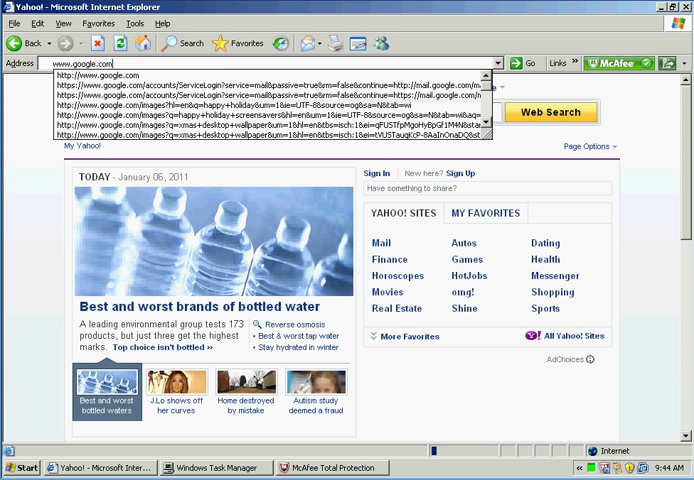 Yahoo! - Microsoft Internet Explorer
File Edit View Favorites Tools Help
Back Search Favorites
Address www.google.com Go Links McAfee
http://www.google.com
https://www.google.com/accounts/ServiceLogin?service=mail&passive=true&rm=false&continue=http://mail.google.com/m
https://www.google.com/accounts/ServiceLogin?service=mail&passive=true&rm=false&continue=https://mail.google.com/m
http://www.google.com/images?hl=en&q=happy+holiday&um=1&ie=UTF-8&source=og&sa=N&tab=wi
http://www.google.com/images?q=happy+holiday+screensavers&hl=en&um=1&ie=UTF-8&source=og&sa=N&tab=wi&aq=
http://www.google.com/images?q=xmas+desktop+wallpaper&um=1&hl=en&tbs=isch:1&ei=qFUSTfpMgoHyBpGf1M4N&star
http://www.google.com/images?q=xmas+desktop+wallpaper&um=1&hl=en&tbs=isch:1&ei=tVUSTauqKcP-8AaInOnaDQ&st
Web Search
My Yahoo! Page Options
TODAY - January 06, 2011
Best and worst brands of bottled water
A leading environmental group tests 173
products, but just three get the highest
marks. Top choice isn't bottled »
Reverse osmosis
• Best & worst tap water
• Stay hydrated in winter
Best and worst
bottled waters
J.Lo shows off
her curves
Home destroyed
by mistake
Autism study
deemed a fraud
Sign In New here? Sign Up
Have something to share?
YAHOO! SITES MY FAVORITES
Mail Autos Dating
Finance Games Health
Horoscopes HotJobs Messenger
Movies omg! Shopping
Real Estate Shine Sports
More Favorites Y! All Yahoo! Sites
AdChoices
Internet
Start Yahoo! - Microsoft Inter... Windows Task Manager McAfee Total Protection « 9:44 AM